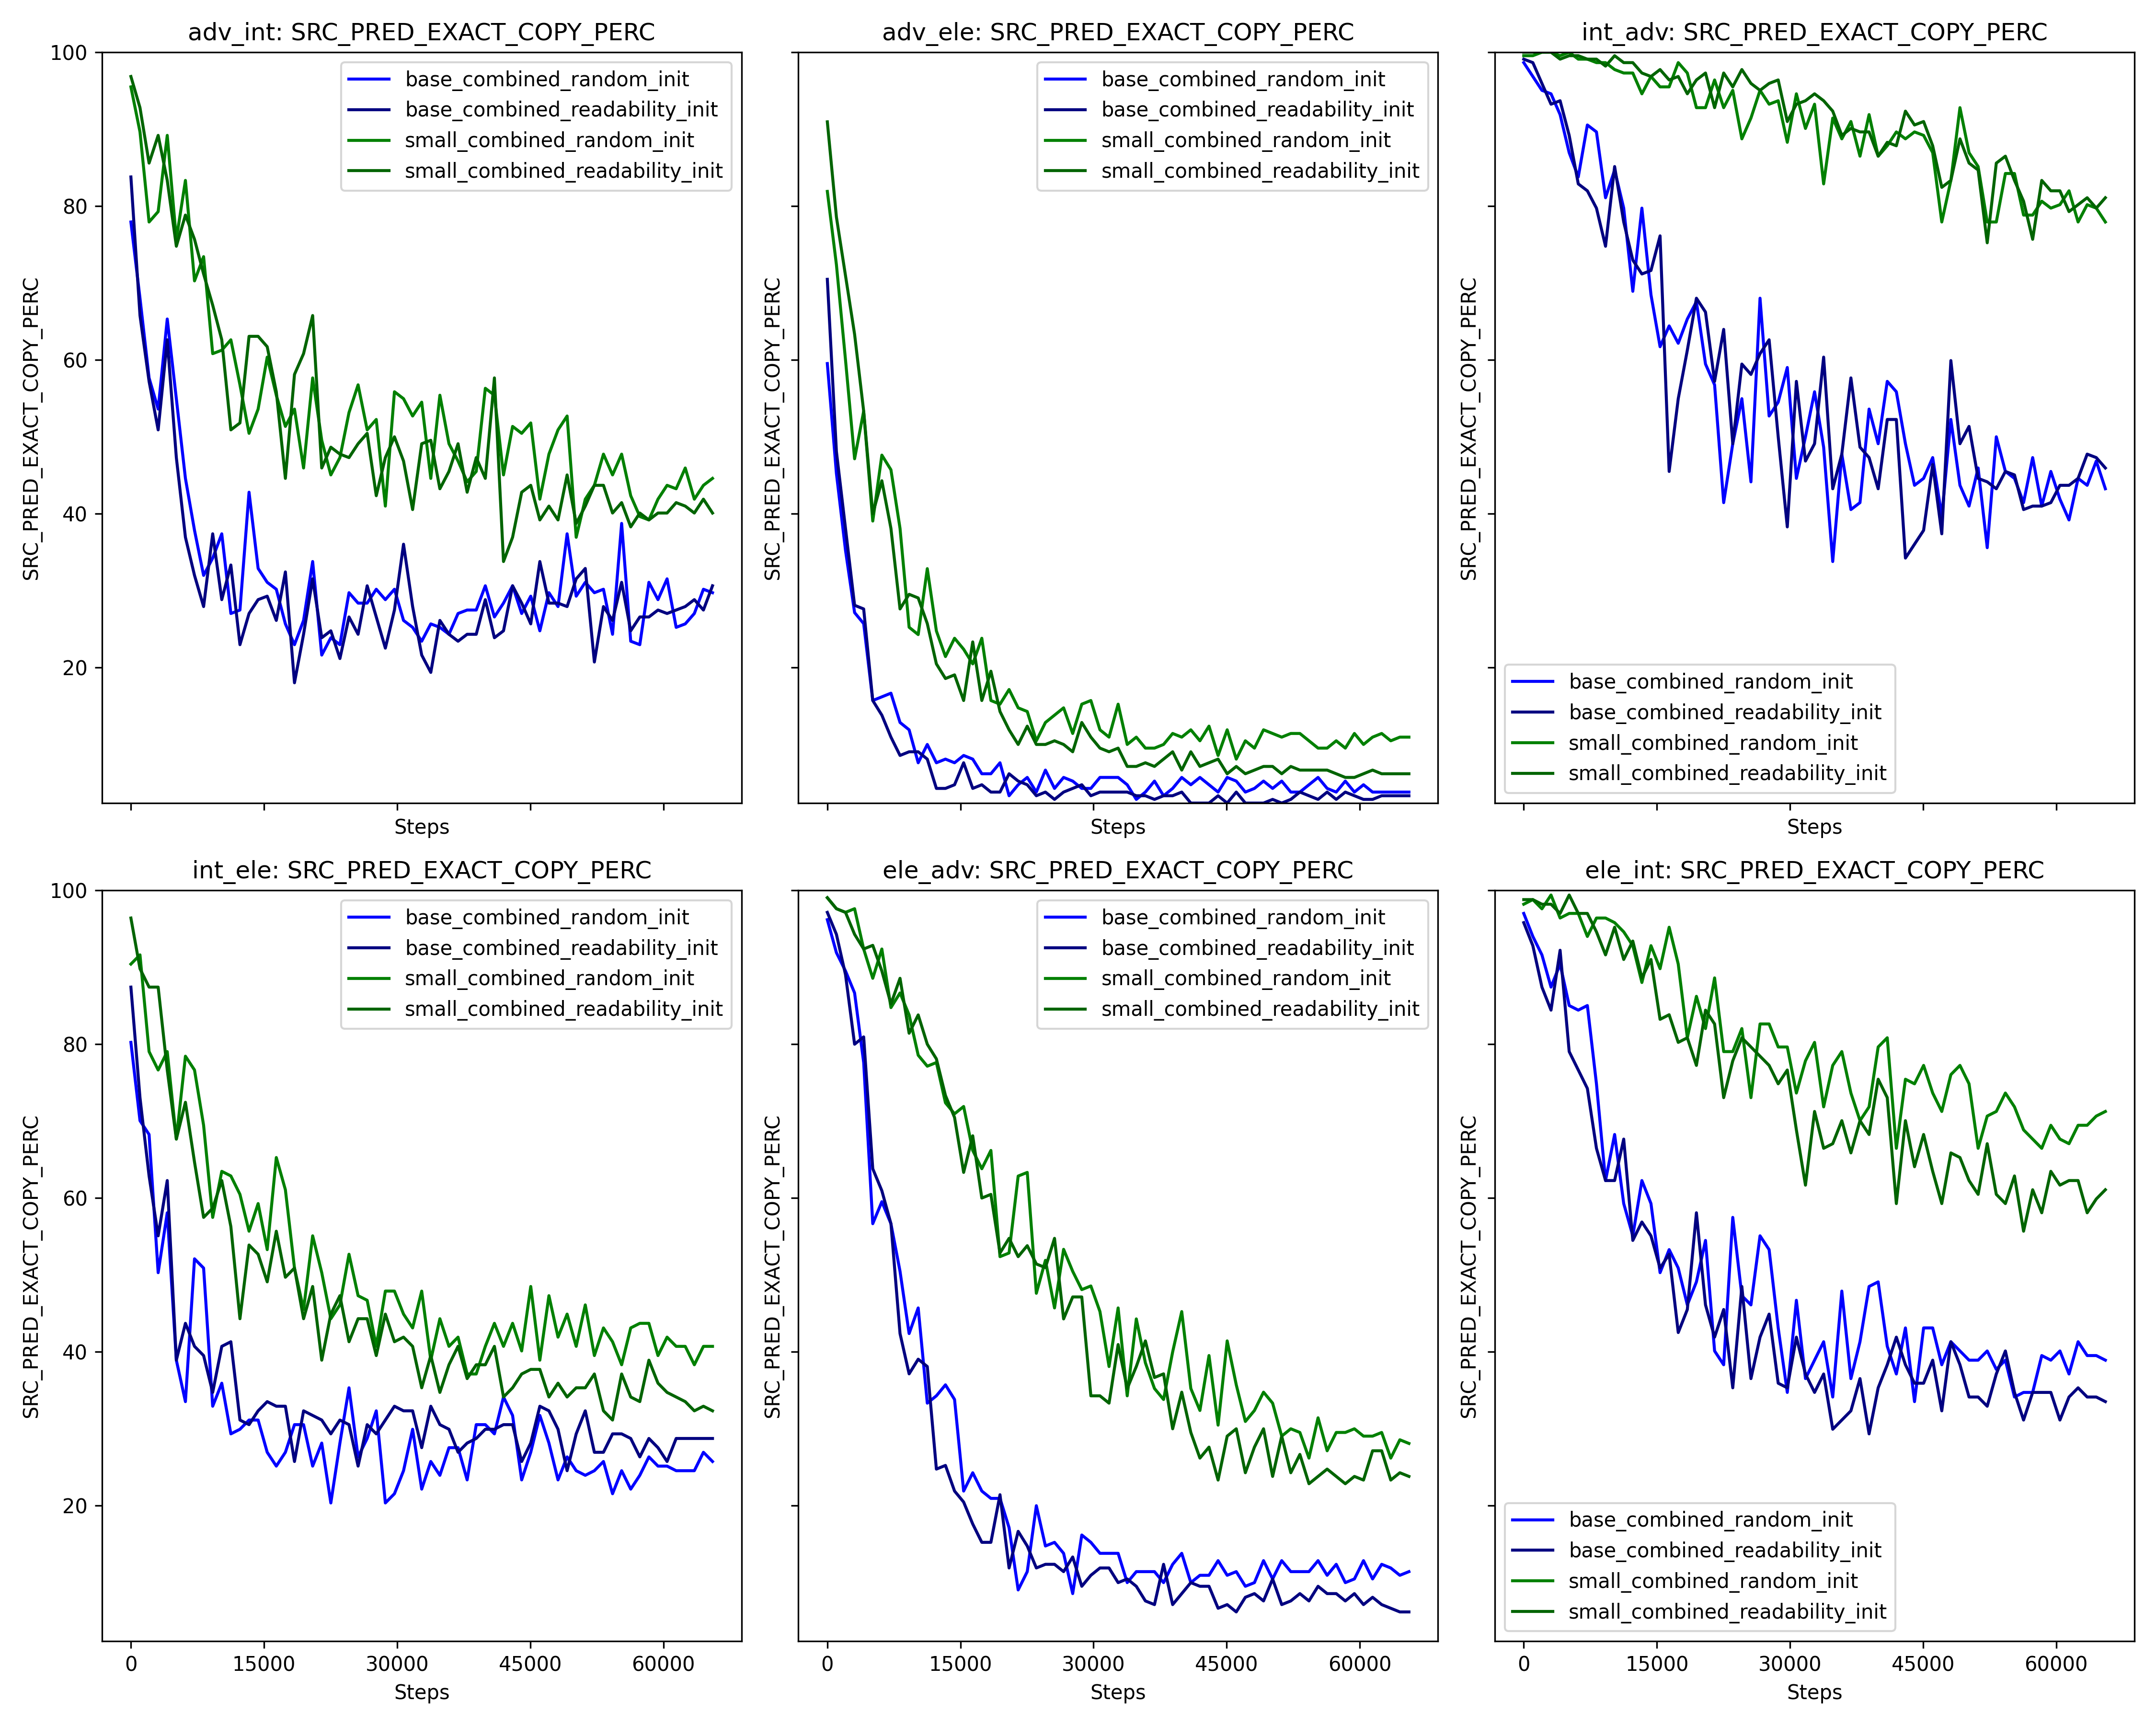 adv_int: SRC_PRED_EXACT_COPY_PERC
100
80
60
40
20
SRC_PRED_EXACT_COPY_PERC
base_combined_random_init
base_combined_readability_init
small_combined_random_init
small_combined_readability_init
Steps
adv_ele: SRC_PRED_EXACT_COPY_PERC
SRC_PRED_EXACT_COPY_PERC
base_combined_random_init
base_combined_readability_init
small_combined_random_init
small_combined_readability_init
Steps
int_adv: SRC_PRED_EXACT_COPY_PERC
SRC_PRED_EXACT_COPY_PERC
base_combined_random_init
base_combined_readability_init
small_combined_random_init
small_combined_readability_init
Steps
int_ele: SRC_PRED_EXACT_COPY_PERC
100
80
60
40
20
SRC_PRED_EXACT_COPY_PERC
base_combined_random_init
base_combined_readability_init
small_combined_random_init
small_combined_readability_init
0 15000 30000 45000 60000
Steps
ele_adv: SRC_PRED_EXACT_COPY_PERC
SRC_PRED_EXACT_COPY_PERC
base_combined_random_init
base_combined_readability_init
small_combined_random_init
small_combined_readability_init
0 15000 30000 45000 60000
Steps
ele_int: SRC_PRED_EXACT_COPY_PERC
SRC_PRED_EXACT_COPY_PERC
base_combined_random_init
base_combined_readability_init
small_combined_random_init
small_combined_readability_init
0 15000 30000 45000 60000
Steps